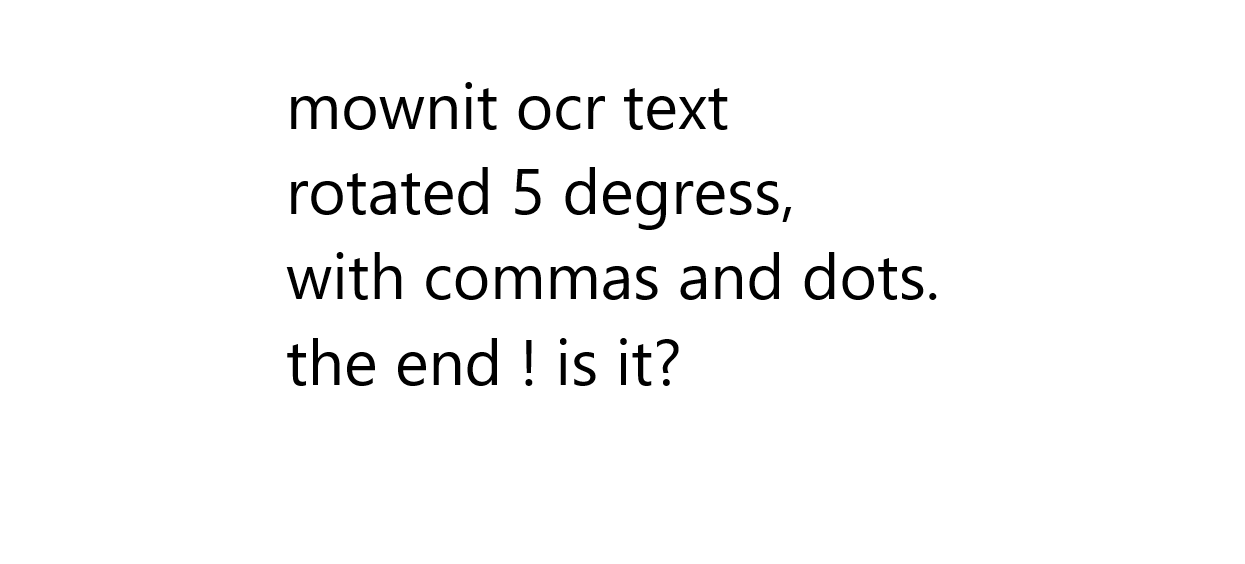 mownit ocr text
rotated 5 degress,
with commas and dots.
the end ! is it?